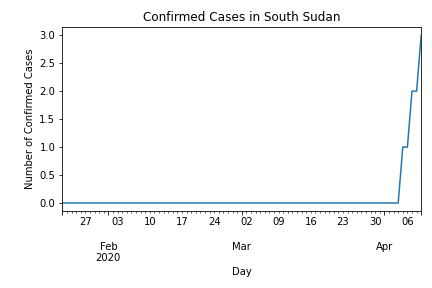 Confirmed Cases in South Sudan
3.0
2.5
2.0
1.5
1.0
0.5
0.0
Number of Confirmed Cases
27 03 10 17 24 02 09 16 23 30 06
Feb Mar Apr
2020
Day